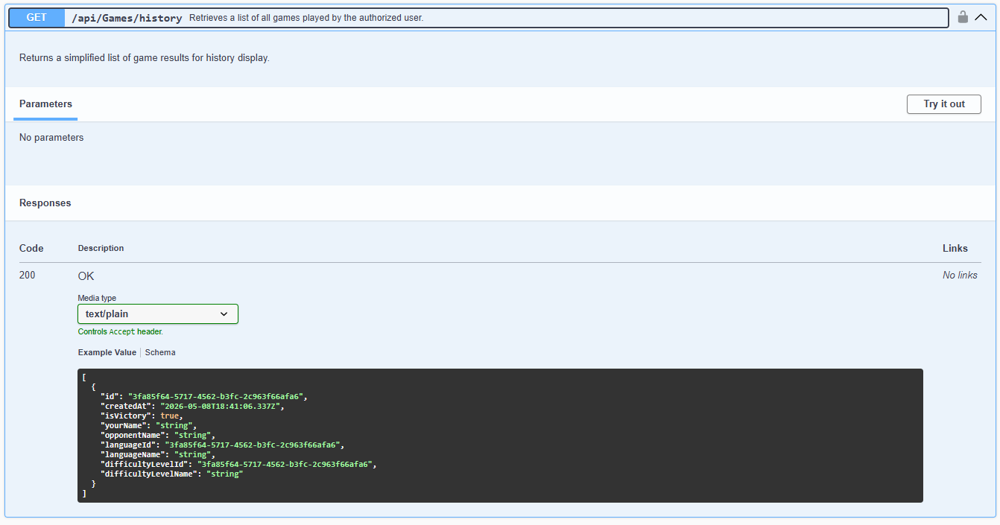 GET /api/Games/history Retrieves a list of all games played by the authorized user.
Returns a simplified list of game results for history display.
Parameters Try it out
No parameters
Responses
Code Description Links
200 OK No links
Media type
text/plain
Controls Accept header.
Example Value Schema
[
  {
    "id": "3fa85f64-5717-4562-b3fc-2c963f66afa6",
    "createdAt": "2026-05-08T18:41:06.337Z",
    "isVictory": true,
    "yourName": "string",
    "opponentName": "string",
    "languageId": "3fa85f64-5717-4562-b3fc-2c963f66afa6",
    "languageName": "string",
    "difficultyLevelId": "3fa85f64-5717-4562-b3fc-2c963f66afa6",
    "difficultyLevelName": "string"
  }
]